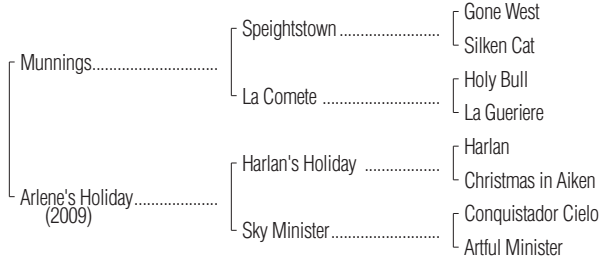 Gone West
Speightstown ....................
Silken Cat
Munnings.........................
Holy Bull
La Comete .......................
La Gueriere
Harlan
Harlan's Holiday ...............
Christmas in Aiken
Arlene's Holiday.................
(2009)
Conquistador Cielo
Sky Minister......................
Artful Minister